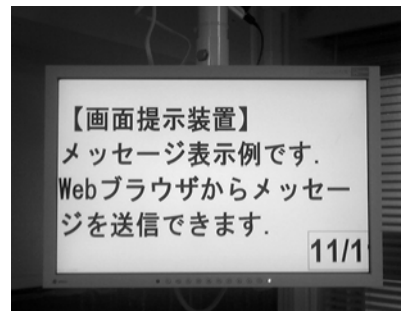 【画面提示装置】
メッセージ表示例です.
Webブラウザからメッセー
ジを送信できます.
11/1